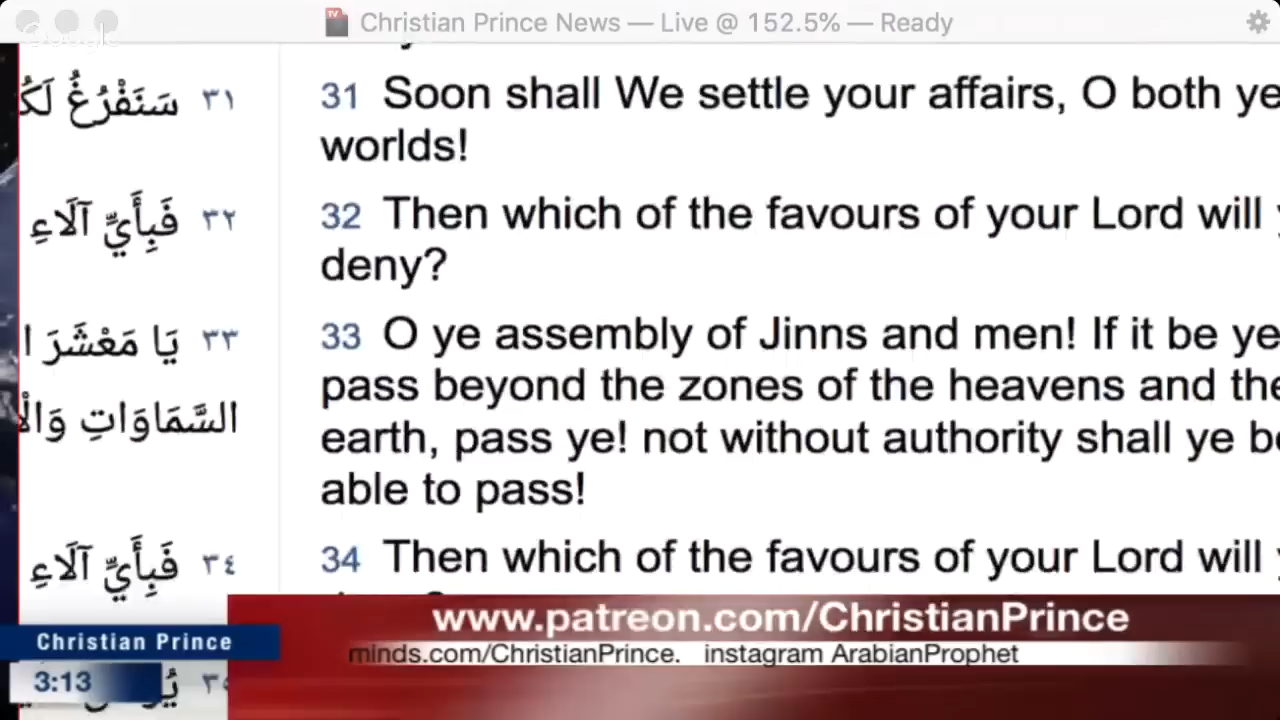 Christian Prince News — Live @ 152.5% — Ready
Google
٣١ سَنَفْرُغُ لَكُ
31 Soon shall We settle your affairs, O both ye
worlds!
٣٢ فَبِأَيِّ آلَاءِ
32 Then which of the favours of your Lord will
deny?
٣٣ يَا مَعْشَرَ ا
السَّمَاوَاتِ وَالْ
33 O ye assembly of Jinns and men! If it be ye
pass beyond the zones of the heavens and the
earth, pass ye! not without authority shall ye be
able to pass!
٣٤ فَبِأَيِّ آلَاءِ
34 Then which of the favours of your Lord will
www.patreon.com/ChristianPrince
Christian Prince
minds.com/ChristianPrince. instagram ArabianProphet
3:13